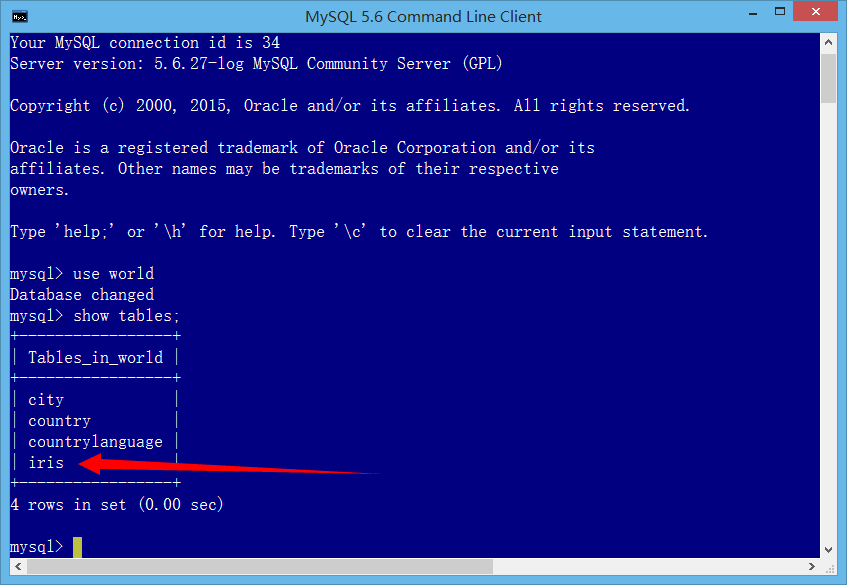 MySQL 5.6 Command Line Client
Your MySQL connection id is 34
Server version: 5.6.27-log MySQL Community Server (GPL)
Copyright (c) 2000, 2015, Oracle and/or its affiliates. All rights reserved.
Oracle is a registered trademark of Oracle Corporation and/or its
affiliates. Other names may be trademarks of their respective
owners.
Type 'help;' or '\h' for help. Type '\c' to clear the current input statement.
mysql> use world
Database changed
mysql> show tables;
+-----------------+
| Tables_in_world |
+-----------------+
| city            |
| country         |
| countrylanguage |
| iris            |
+-----------------+
4 rows in set (0.00 sec)
mysql>